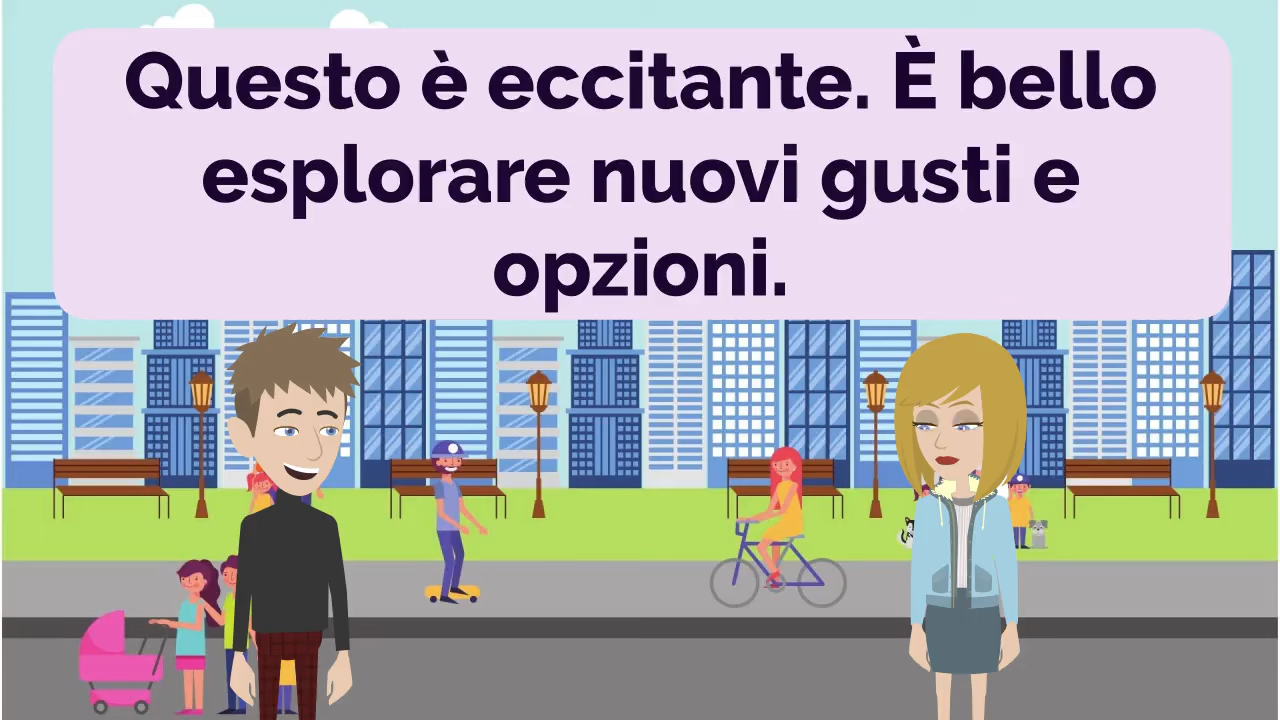 Questo è eccitante. È bello
esplorare nuovi gusti e
opzioni.